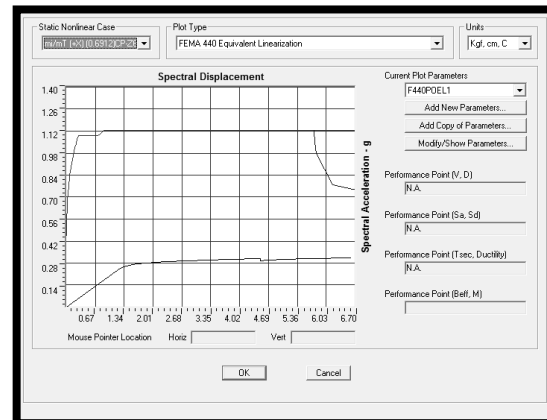 Static Nonlinear Case
Plot Type
Units
FEMA 440 Equivalent Linearization
Kgf, cm, C
Spectral Displacement
Current Plot Parameters
F440POEL1
Add New Parameters...
Add Copy of Parameters...
Modify/Show Parameters...
Performance Point (V, D)
N.A.
Performance Point (Sa, Sd)
N.A.
Performance Point (Tsec, Ductility)
N.A.
Performance Point (Beff, M)
Spectral Acceleration - g
1.40
1.26
1.12
0.98
0.84
0.70
0.56
0.42
0.28
0.14
0.67 1.34 2.01 2.68 3.35 4.02 4.69 5.36 6.03 6.70
Mouse Pointer Location Horiz Vert
OK Cancel